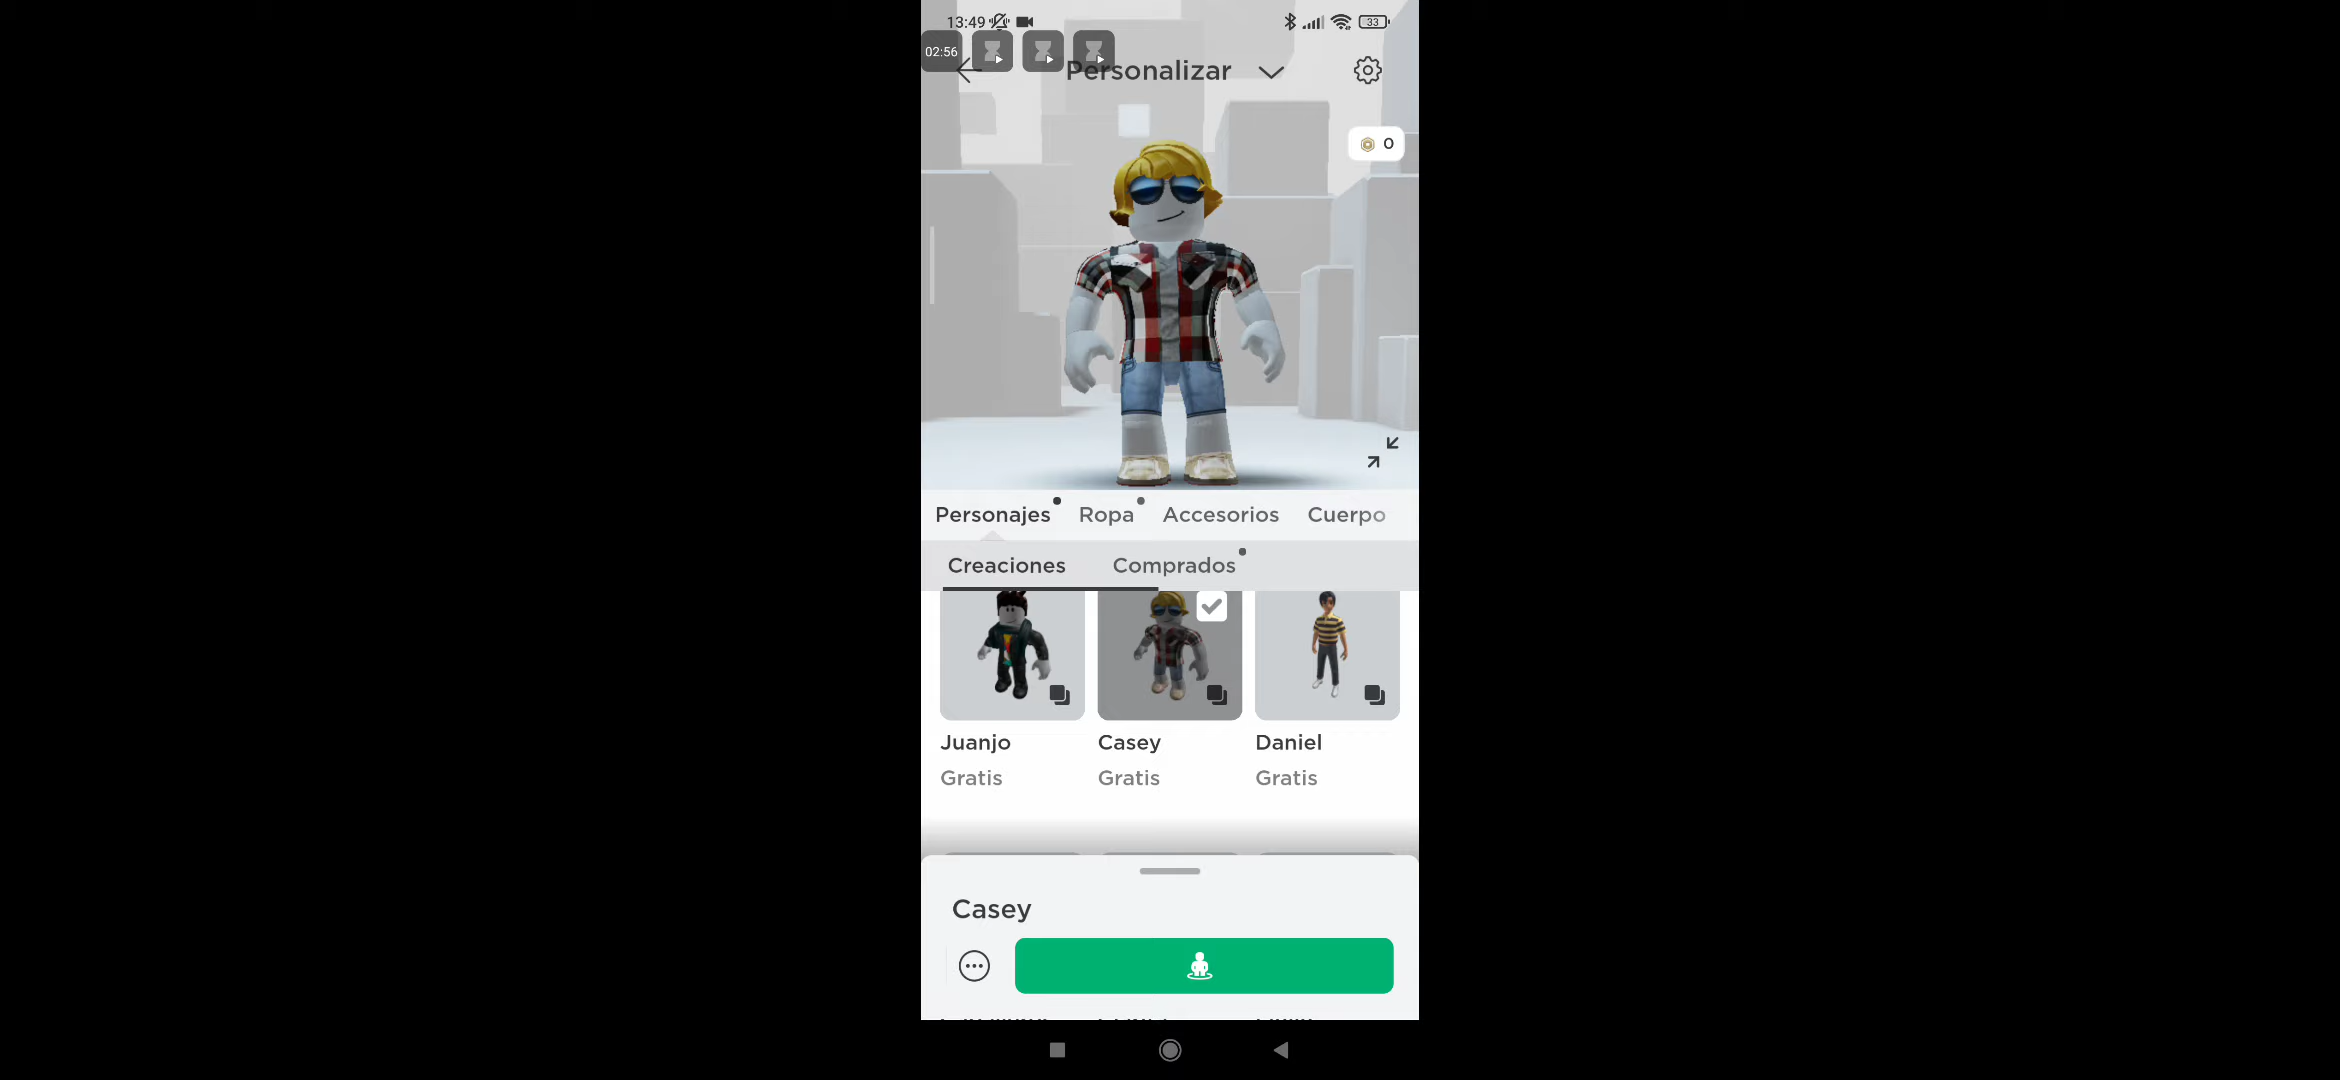 13:49
33
02:56
Personalizar
0
Personajes
Ropa
Accesorios
Cuerpo
Creaciones
Comprados
Juanjo
Casey
Daniel
Gratis
Gratis
Gratis
Casey